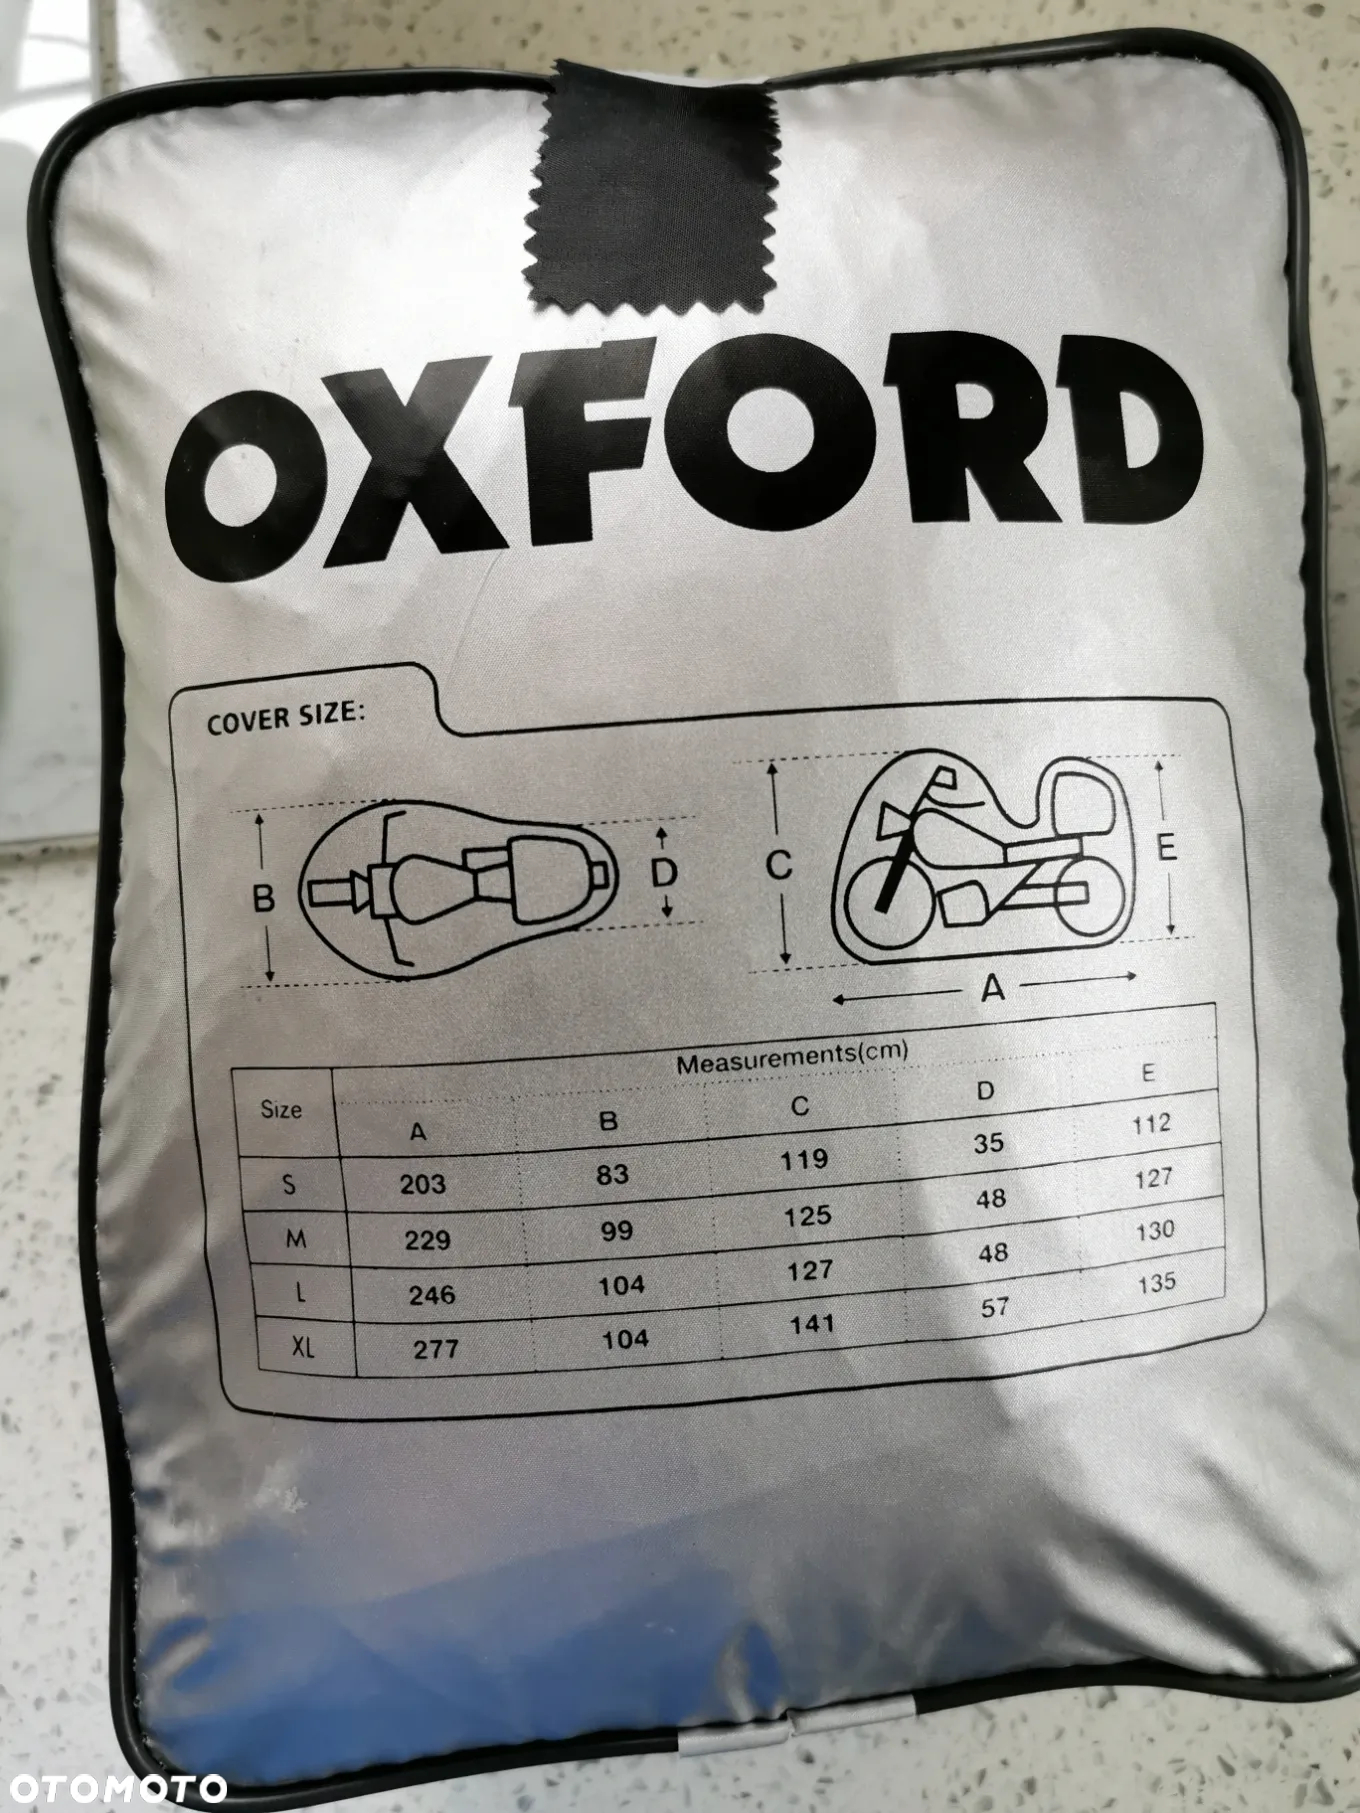 OXFORD
COVER SIZE:
B D C E
A
Measurements(cm)
Size A B C D E
S 203 83 119 35 112
M 229 99 125 48 127
L 246 104 127 48 130
XL 277 104 141 57 135
OTOMOTO